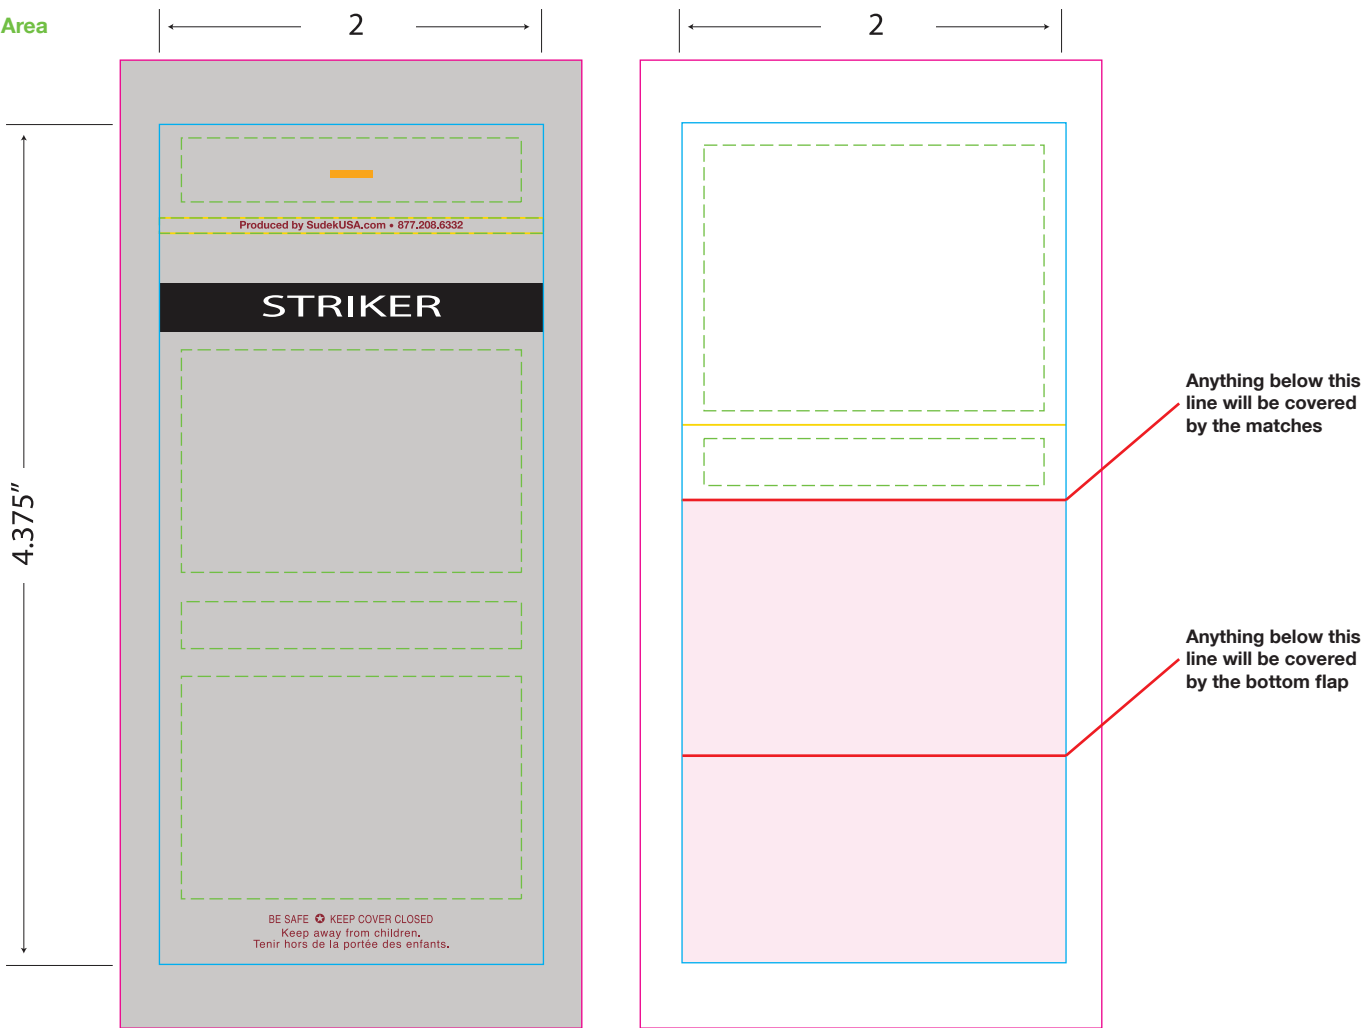 Area
2
2
4.375"
Produced by SudekUSA.com • 877.208.6332
STRIKER
BE SAFE ✪ KEEP COVER CLOSED
Keep away from children.
Tenir hors de la portée des enfants.
Anything below this
line will be covered
by the matches
Anything below this
line will be covered
by the bottom flap